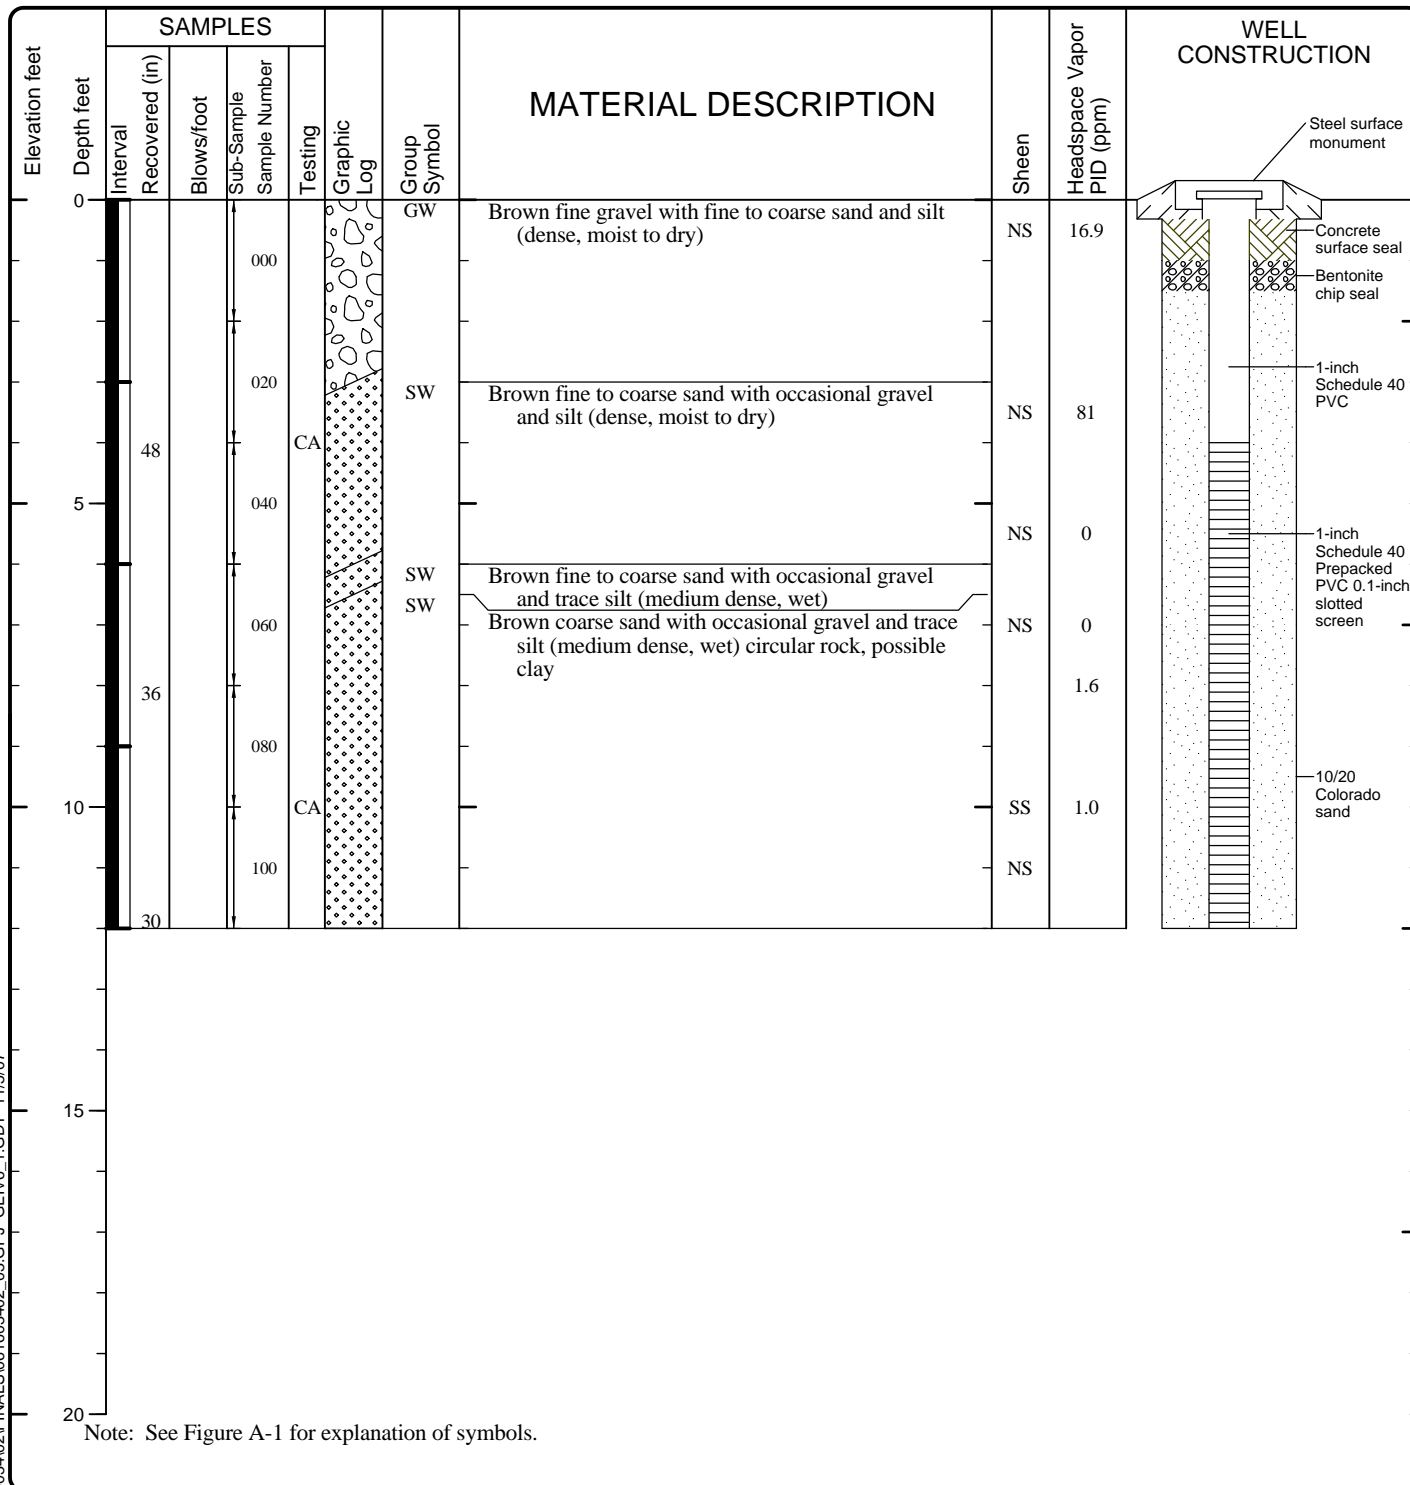 SAMPLES
Elevation feet
Depth feet
Interval
Recovered (in)
Blows/foot
Sub-Sample
Sample Number
Testing
Graphic
Log
Group
Symbol
MATERIAL DESCRIPTION
Sheen
Headspace Vapor
PID (ppm)
WELL
CONSTRUCTION
Steel surface
monument
0
GW
Brown fine gravel with fine to coarse sand and silt
(dense, moist to dry)
NS
16.9
Concrete
surface seal
000
Bentonite
chip seal
1-inch
Schedule 40
PVC
020
SW
Brown fine to coarse sand with occasional gravel
and silt (dense, moist to dry)
NS
81
48
CA
5
040
NS
0
1-inch
Schedule 40
Prepacked
PVC 0.1-inch
slotted
screen
SW
Brown fine to coarse sand with occasional gravel
and trace silt (medium dense, wet)
SW
Brown coarse sand with occasional gravel and trace
silt (medium dense, wet) circular rock, possible
clay
060
NS
0
36
1.6
080
10/20
Colorado
sand
10
CA
SS
1.0
100
NS
30
15
20
Note: See Figure A-1 for explanation of symbols.